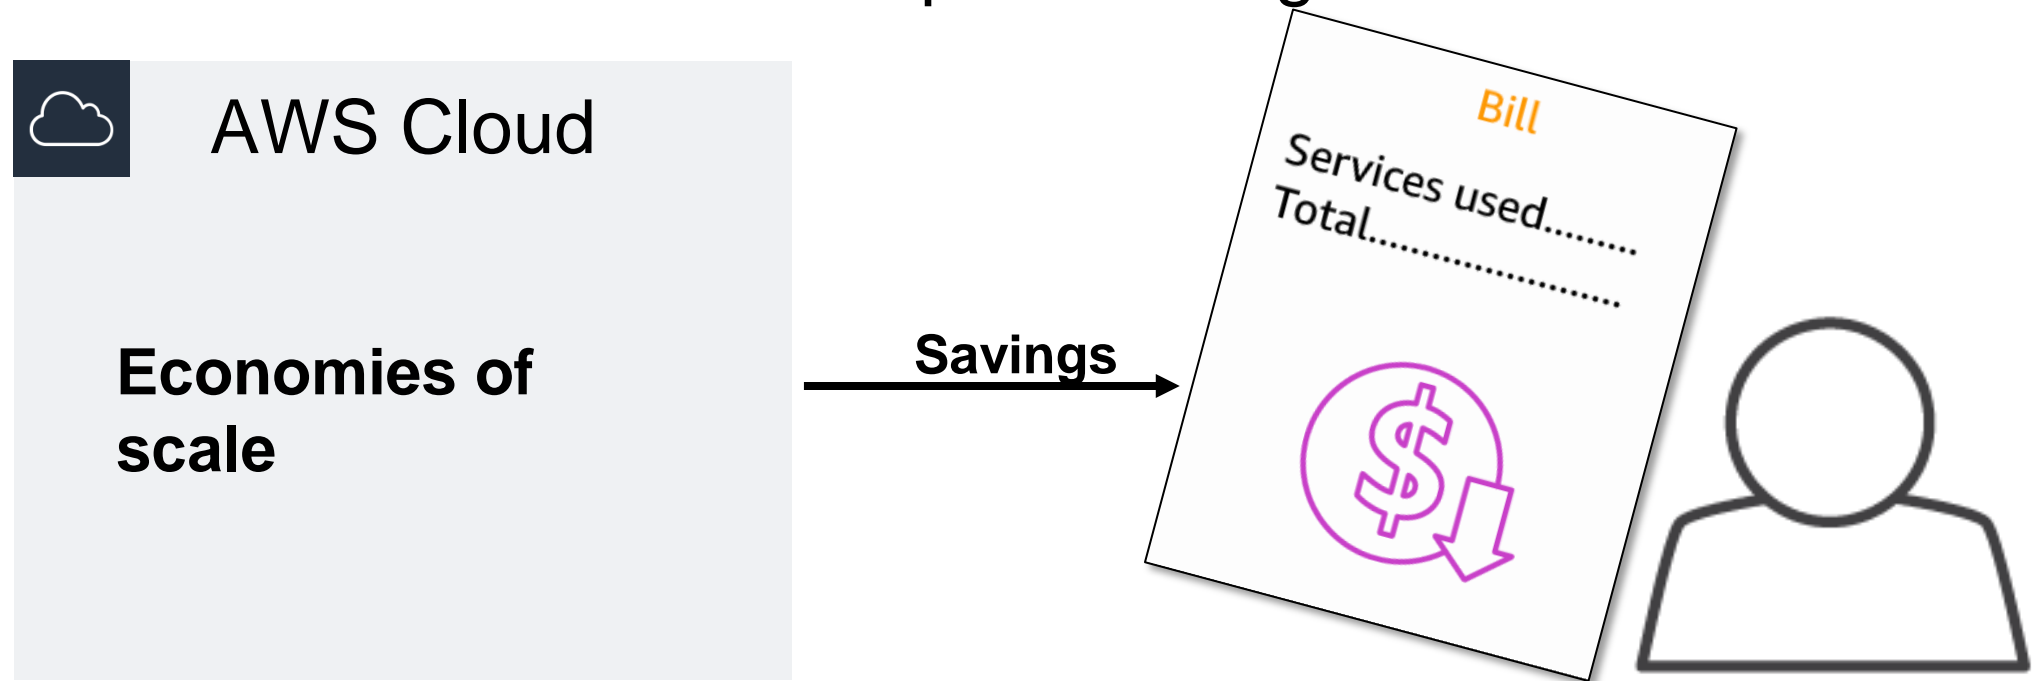 AWS Cloud
Economies of
scale
Savings
Bill
Services used.........
Total......................
$